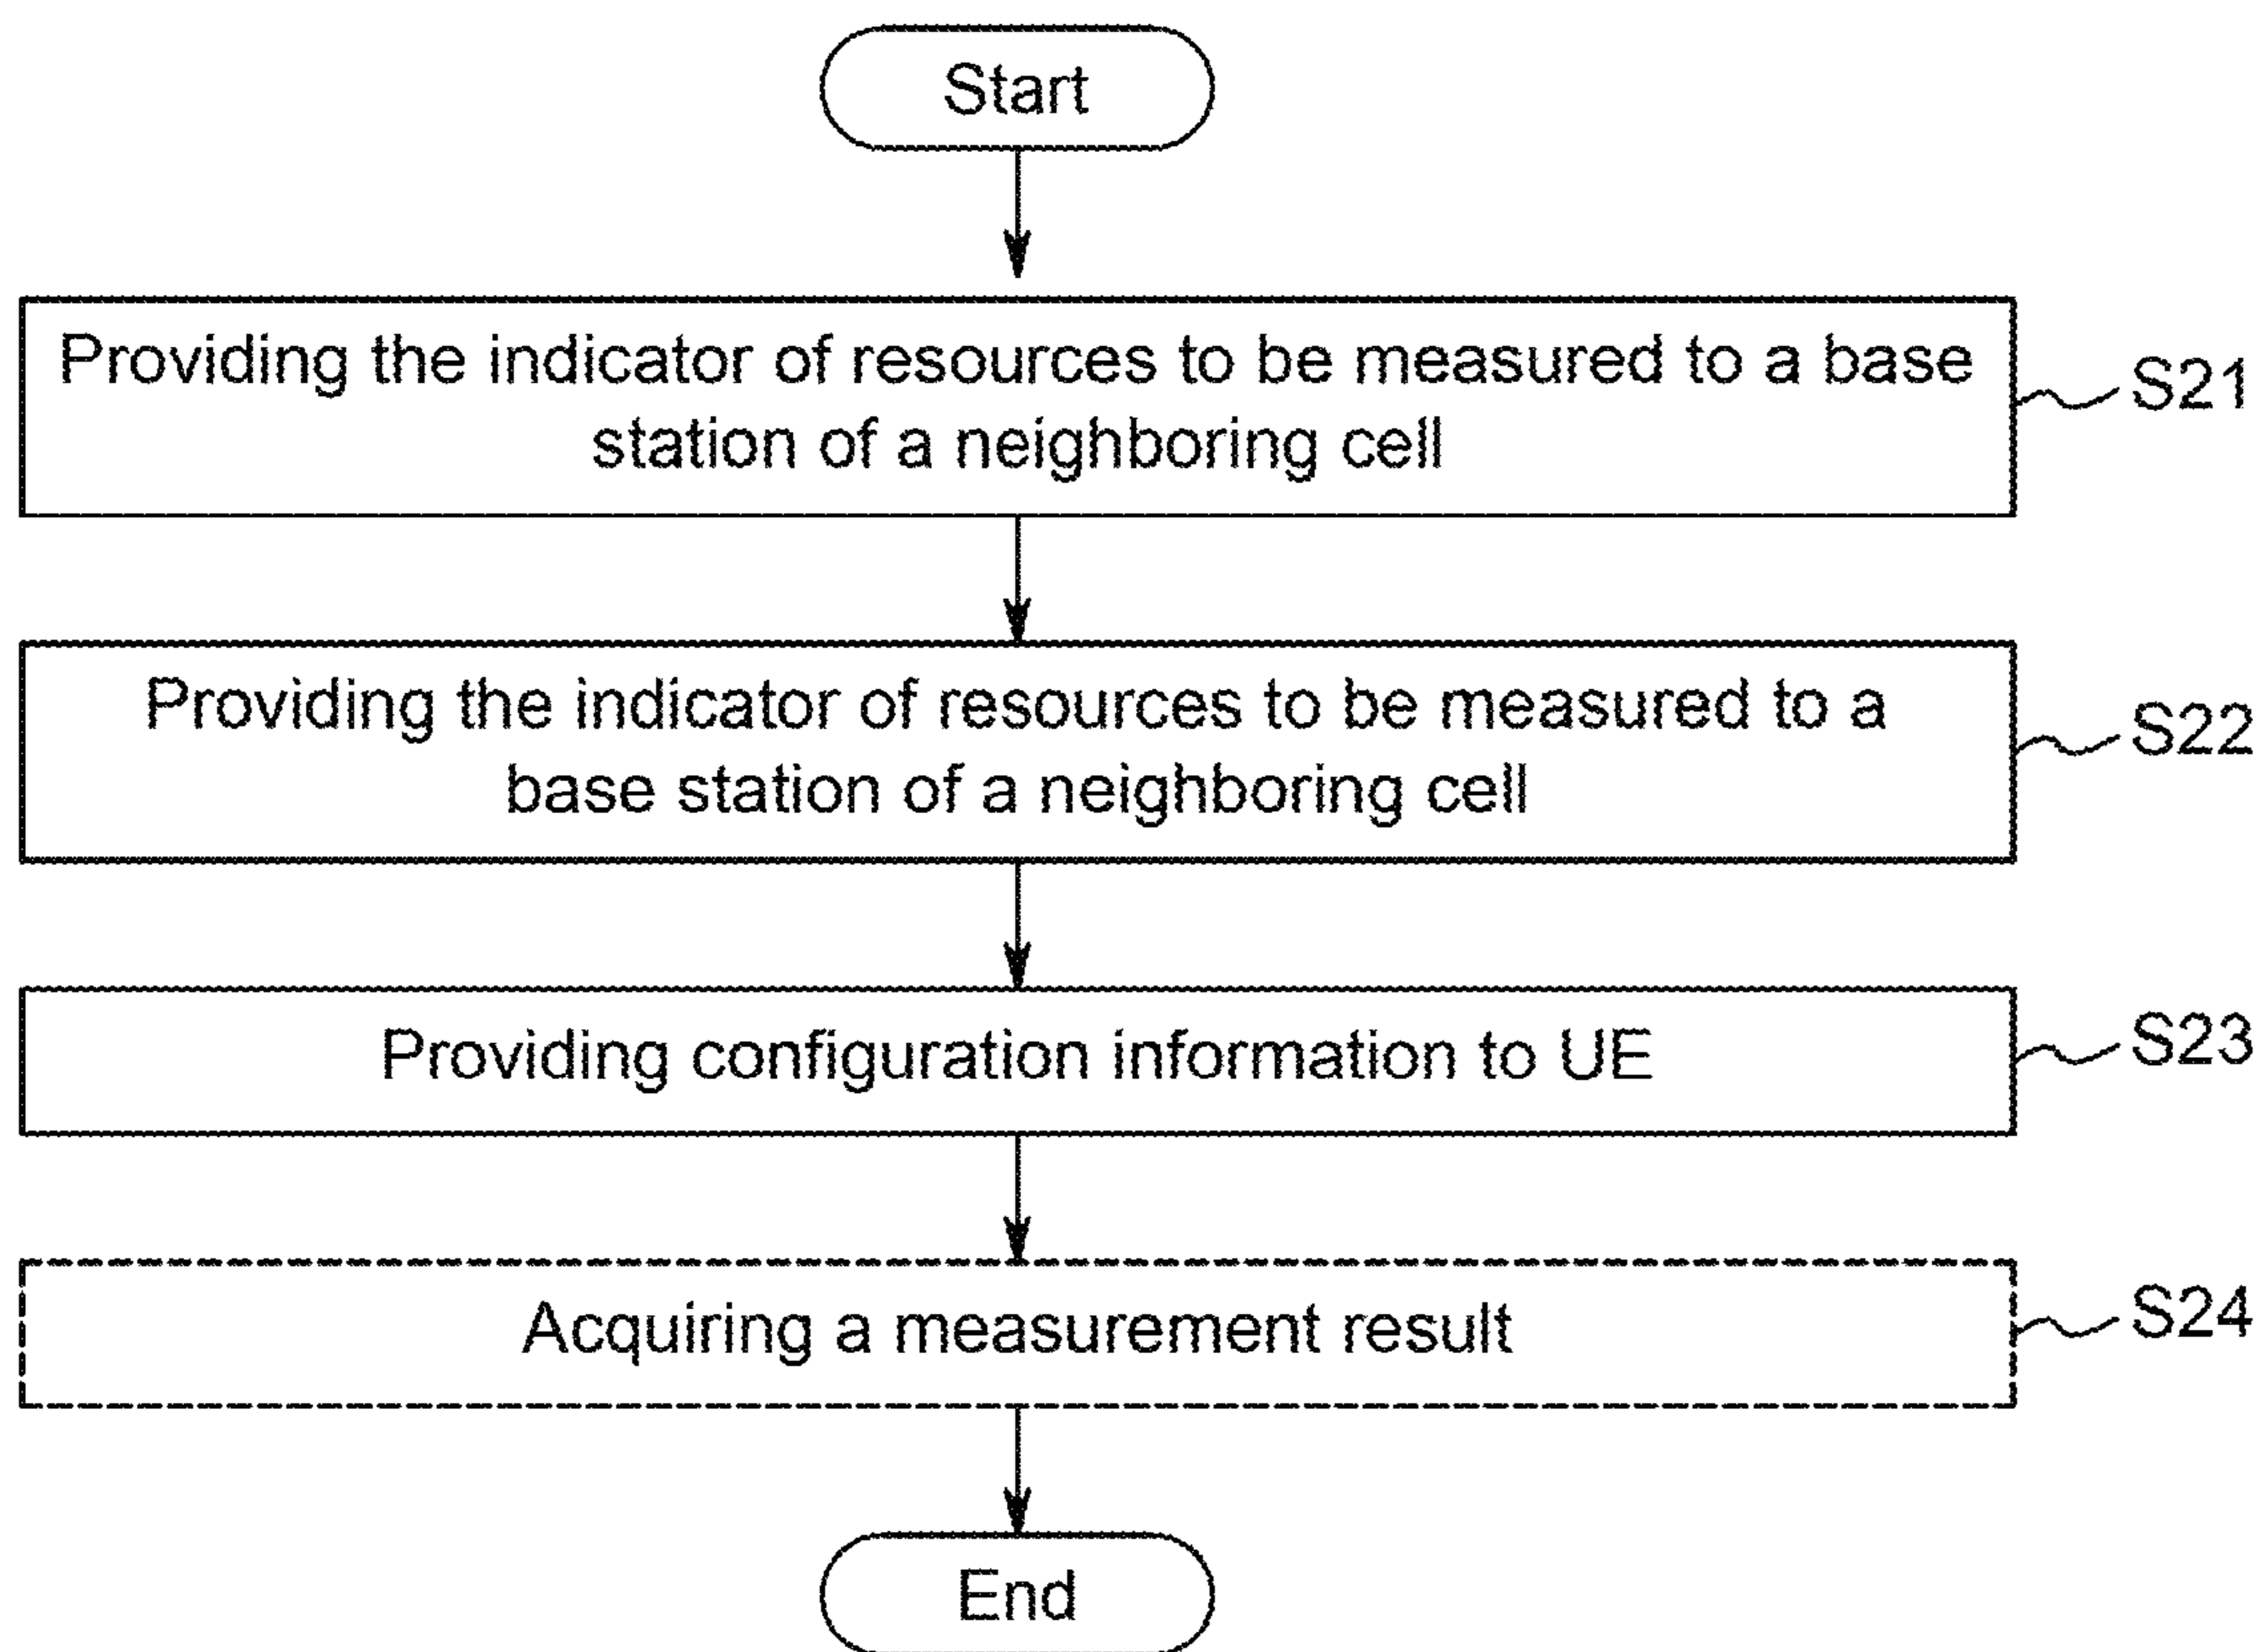 Start
Providing the indicator of resources to be measured to a base
station of a neighboring cell
S21
Providing the indicator of resources to be measured to a
base station of a neighboring cell
S22
Providing configuration information to UE
S23
Acquiring a measurement result
S24
End